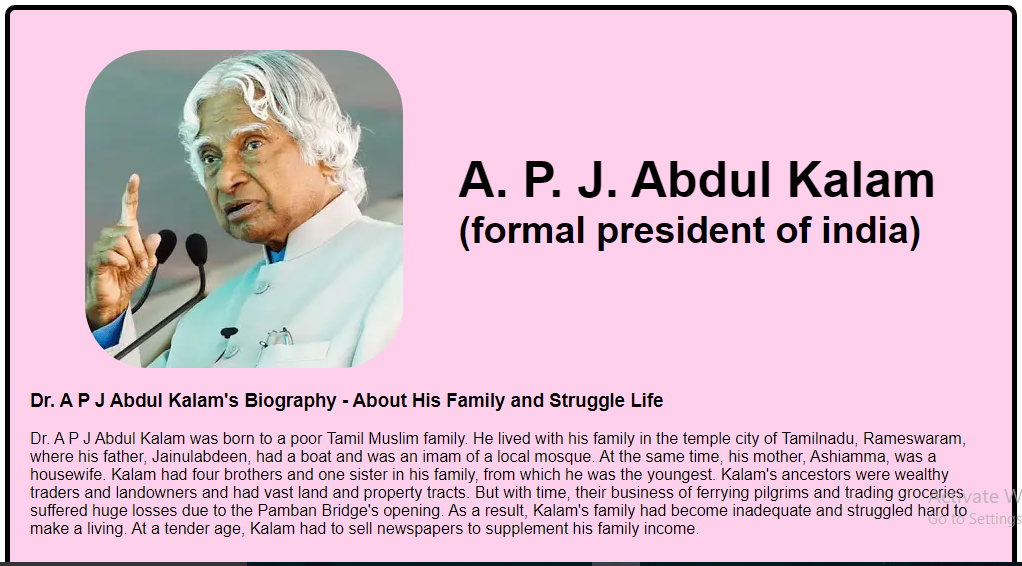 A. P. J. Abdul Kalam
(formal president of india)
Dr. A P J Abdul Kalam's Biography - About His Family and Struggle Life
Dr. A P J Abdul Kalam was born to a poor Tamil Muslim family. He lived with his family in the temple city of Tamilnadu, Rameswaram,
where his father, Jainulabdeen, had a boat and was an imam of a local mosque. At the same time, his mother, Ashiamma, was a
housewife. Kalam had four brothers and one sister in his family, from which he was the youngest. Kalam's ancestors were wealthy
traders and landowners and had vast land and property tracts. But with time, their business of ferrying pilgrims and trading groceries
suffered huge losses due to the Pamban Bridge's opening. As a result, Kalam's family had become inadequate and struggled hard to
make a living. At a tender age, Kalam had to sell newspapers to supplement his family income.
Activate W
Go to Settings